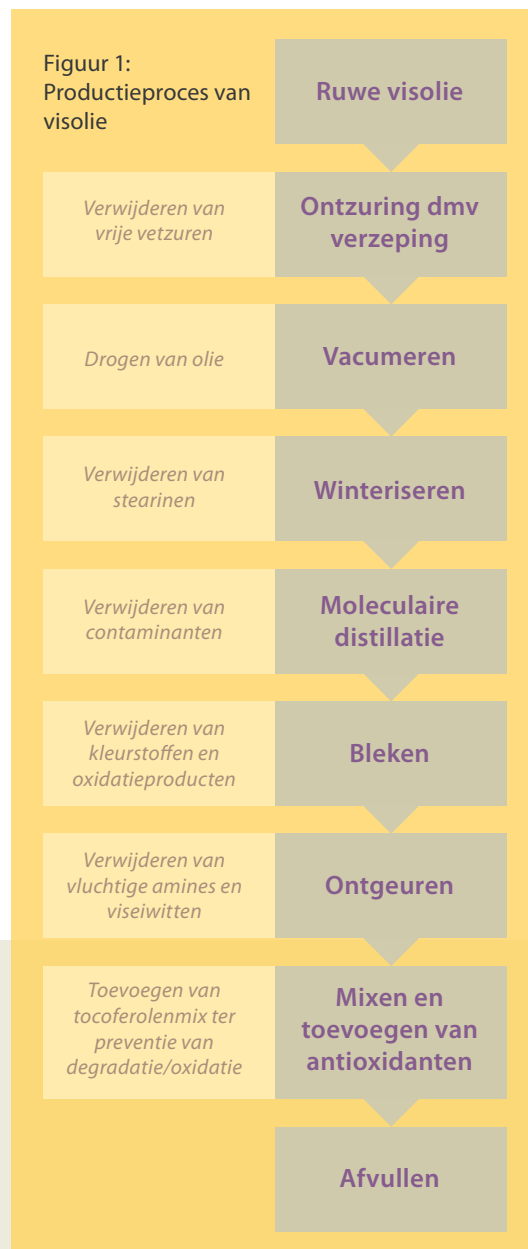 Figuur 1:
Productieproces van
visolie
Ruwe visolie
Verwijderen van
vrije vetzuren
Ontzuring dmv
verzeping
Drogen van olie
Vacumeren
Verwijderen van
stearinen
Winteriseren
Verwijderen van
contaminanten
Moleculaire
distillatie
Verwijderen van
kleurstoffen en
oxidatieproducten
Bleken
Verwijderen van
vluchtige amines en
viseiwitten
Ontgeuren
Toevoegen van
tocoferolenmix ter
preventie van
degradatie/oxidatie
Mixen en
toevoegen van
antioxidanten
Afvullen